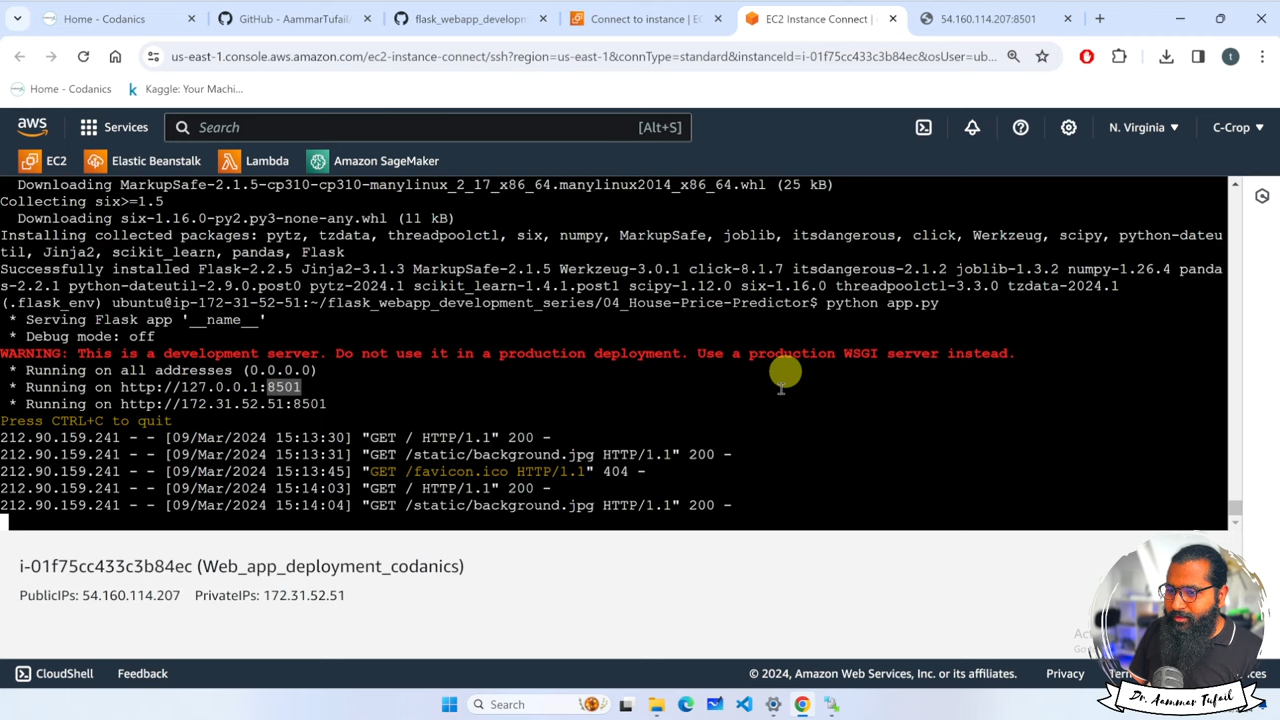 Home - Codanics
GitHub - AammarTufail/
flask_webapp_developm
Connect to instance | EC
EC2 Instance Connect |
54.160.114.207:8501
us-east-1.console.aws.amazon.com/ec2-instance-connect/ssh?region=us-east-1&connType=standard&instanceId=i-01f75cc433c3b84ec&osUser=ub...
t
Home - Codanics
Kaggle: Your Machi...
aws
Services
Search
[Alt+S]
N. Virginia
C-Crop
EC2
Elastic Beanstalk
Lambda
Amazon SageMaker
Downloading MarkupSafe-2.1.5-cp310-cp310-manylinux_2_17_x86_64.manylinux2014_x86_64.whl (25 kB)
Collecting six>=1.5
Downloading six-1.16.0-py2.py3-none-any.whl (11 kB)
Installing collected packages: pytz, tzdata, threadpoolctl, six, numpy, MarkupSafe, joblib, itsdangerous, click, Werkzeug, scipy, python-dateu
til, Jinja2, scikit_learn, pandas, Flask
Successfully installed Flask-2.2.5 Jinja2-3.1.3 MarkupSafe-2.1.5 Werkzeug-3.0.1 click-8.1.7 itsdangerous-2.1.2 joblib-1.3.2 numpy-1.26.4 panda
s-2.2.1 python-dateutil-2.9.0.post0 pytz-2024.1 scikit_learn-1.4.1.post1 scipy-1.12.0 six-1.16.0 threadpoolctl-3.3.0 tzdata-2024.1
(.flask_env) ubuntu@ip-172-31-52-51:~/flask_webapp_development_series/04_House-Price-Predictor$ python app.py
* Serving Flask app '__name__'
* Debug mode: off
WARNING: This is a development server. Do not use it in a production deployment. Use a production WSGI server instead.
* Running on all addresses (0.0.0.0)
* Running on http://127.0.0.1:8501
* Running on http://172.31.52.51:8501
Press CTRL+C to quit
212.90.159.241 - - [09/Mar/2024 15:13:30] "GET / HTTP/1.1" 200 -
212.90.159.241 - - [09/Mar/2024 15:13:31] "GET /static/background.jpg HTTP/1.1" 200 -
212.90.159.241 - - [09/Mar/2024 15:13:45] "GET /favicon.ico HTTP/1.1" 404 -
212.90.159.241 - - [09/Mar/2024 15:14:03] "GET / HTTP/1.1" 200 -
212.90.159.241 - - [09/Mar/2024 15:14:04] "GET /static/background.jpg HTTP/1.1" 200 -
i-01f75cc433c3b84ec (Web_app_deployment_codanics)
PublicIPs: 54.160.114.207 PrivateIPs: 172.31.52.51
CloudShell
Feedback
© 2024, Amazon Web Services, Inc. or its affiliates.
Privacy
Dr. Aammar Tufail
Search